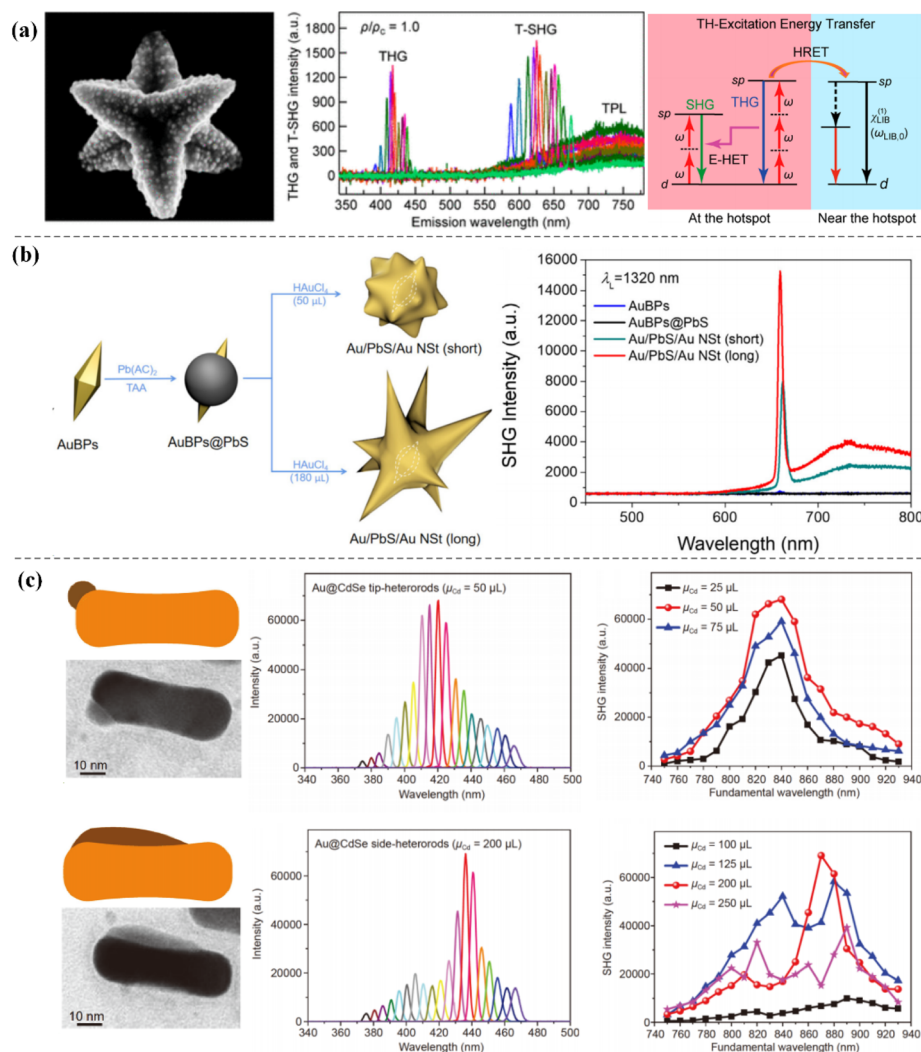 (a)
ρ/ρc = 1.0
THG
T-SHG
TPL
THG and T-SHG intensity (a.u.)
1800
1500
1200
900
600
300
0
350 400 450 500 550 600 650 700 750
Emission wavelength (nm)
TH-Excitation Energy Transfer
HRET
sp
sp
SHG
THG
sp
ω
ω
ω
ω
ω
E-HET
χ(1)LIB
(ωLIB,0)
d
d
At the hotspot
Near the hotspot
(b)
AuBPs
Pb(AC)2
TAA
AuBPs@PbS
HAuCl4
(50 μL)
Au/PbS/Au NSt (short)
HAuCl4
(180 μL)
Au/PbS/Au NSt (long)
λL=1320 nm
AuBPs
AuBPs@PbS
Au/PbS/Au NSt (short)
Au/PbS/Au NSt (long)
SHG Intensity (a.u.)
16000
14000
12000
10000
8000
6000
4000
2000
0
500 600 700 800
Wavelength (nm)
(c)
10 nm
Au@CdSe tip-heterorods (μCd = 50 μL)
Intensity (a.u.)
60000
40000
20000
0
340 360 380 400 420 440 460 480 500
Wavelength (nm)
μCd = 25 μL
μCd = 50 μL
μCd = 75 μL
SHG intensity (a.u.)
60000
40000
20000
0
740 760 780 800 820 840 860 880 900 920 940
Fundamental wavelength (nm)
10 nm
Au@CdSe side-heterorods (μCd = 200 μL)
Intensity (a.u.)
60000
40000
20000
0
340 360 380 400 420 440 460 480 500
Wavelength (nm)
μCd = 100 μL
μCd = 125 μL
μCd = 200 μL
μCd = 250 μL
SHG intensity (a.u.)
60000
40000
20000
0
740 760 780 800 820 840 860 880 900 920 940
Fundamental wavelength (nm)